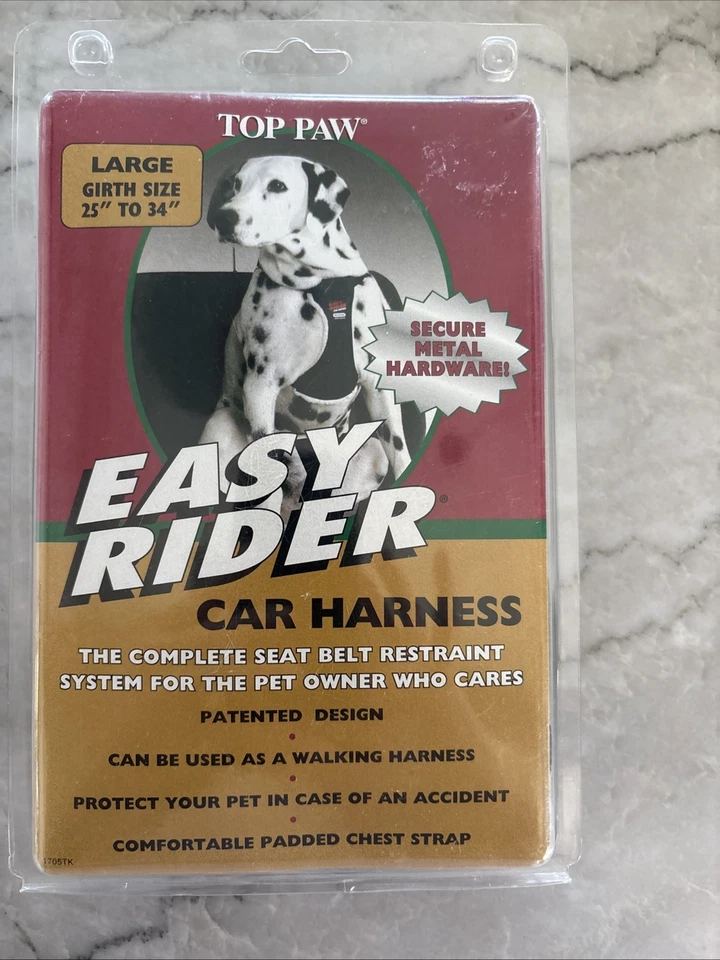 TOP PAW®
LARGE
GIRTH SIZE
25" TO 34"
SECURE
METAL
HARDWARE!
EASY
RIDER®
CAR HARNESS
THE COMPLETE SEAT BELT RESTRAINT
SYSTEM FOR THE PET OWNER WHO CARES
PATENTED DESIGN
•
CAN BE USED AS A WALKING HARNESS
•
PROTECT YOUR PET IN CASE OF AN ACCIDENT
•
COMFORTABLE PADDED CHEST STRAP
1705TK